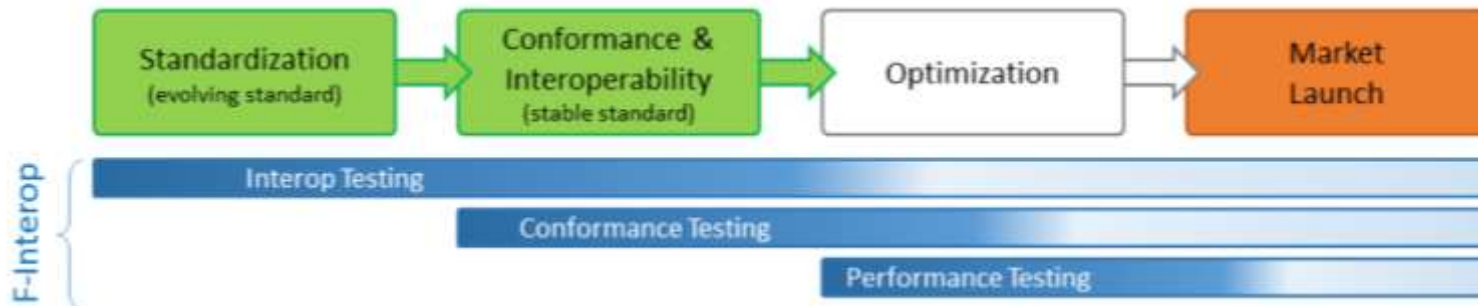 Standardization
(evolving standard)
Conformance &
Interoperability
(stable standard)
Optimization
Market
Launch
F-Interop
Interop Testing
Conformance Testing
Performance Testing